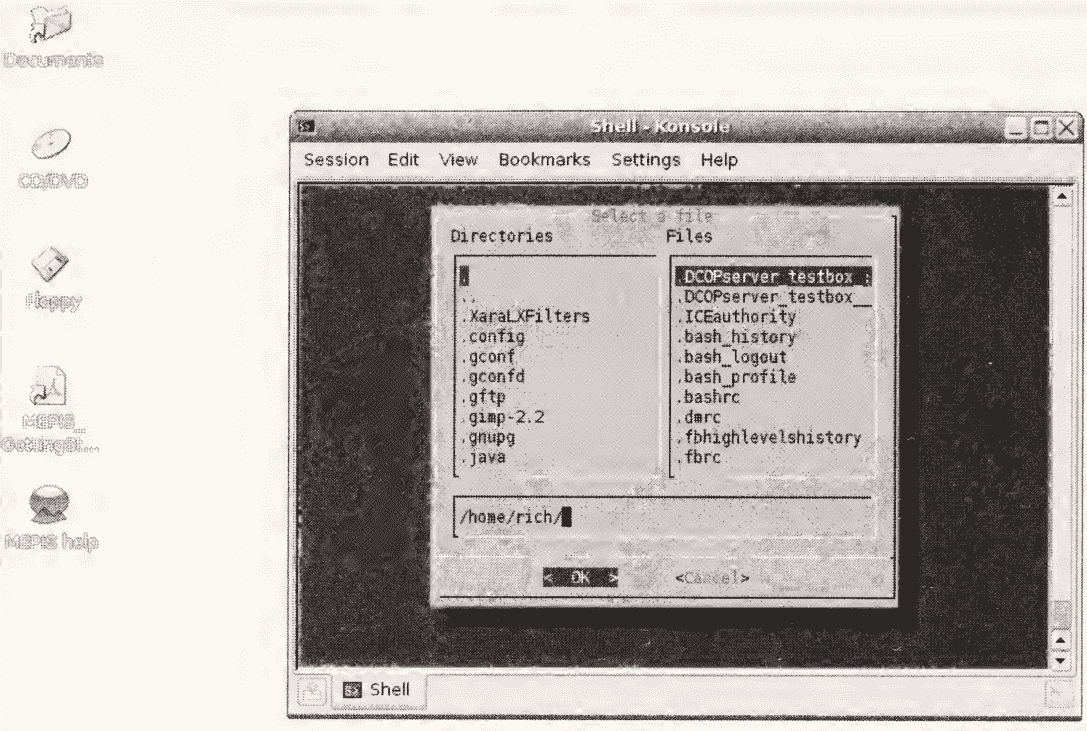 Documents
CD/DVD
Floppy
MEPIS_
GettingSt...
MEPIS help
Shell - Konsole
Session Edit View Bookmarks Settings Help
Select a file
Directories Files
. .DCOPserver_testbox_:
.. .DCOPserver_testbox__
.XaraLXFilters .ICEauthority
.config .bash_history
.gconf .bash_logout
.gconfd .bash_profile
.gftp .bashrc
.gimp-2.2 .dmrc
.gnupg .fbhighlevelshistory
.java .fbrc
/home/rich/
< OK > <Cancel>
Shell